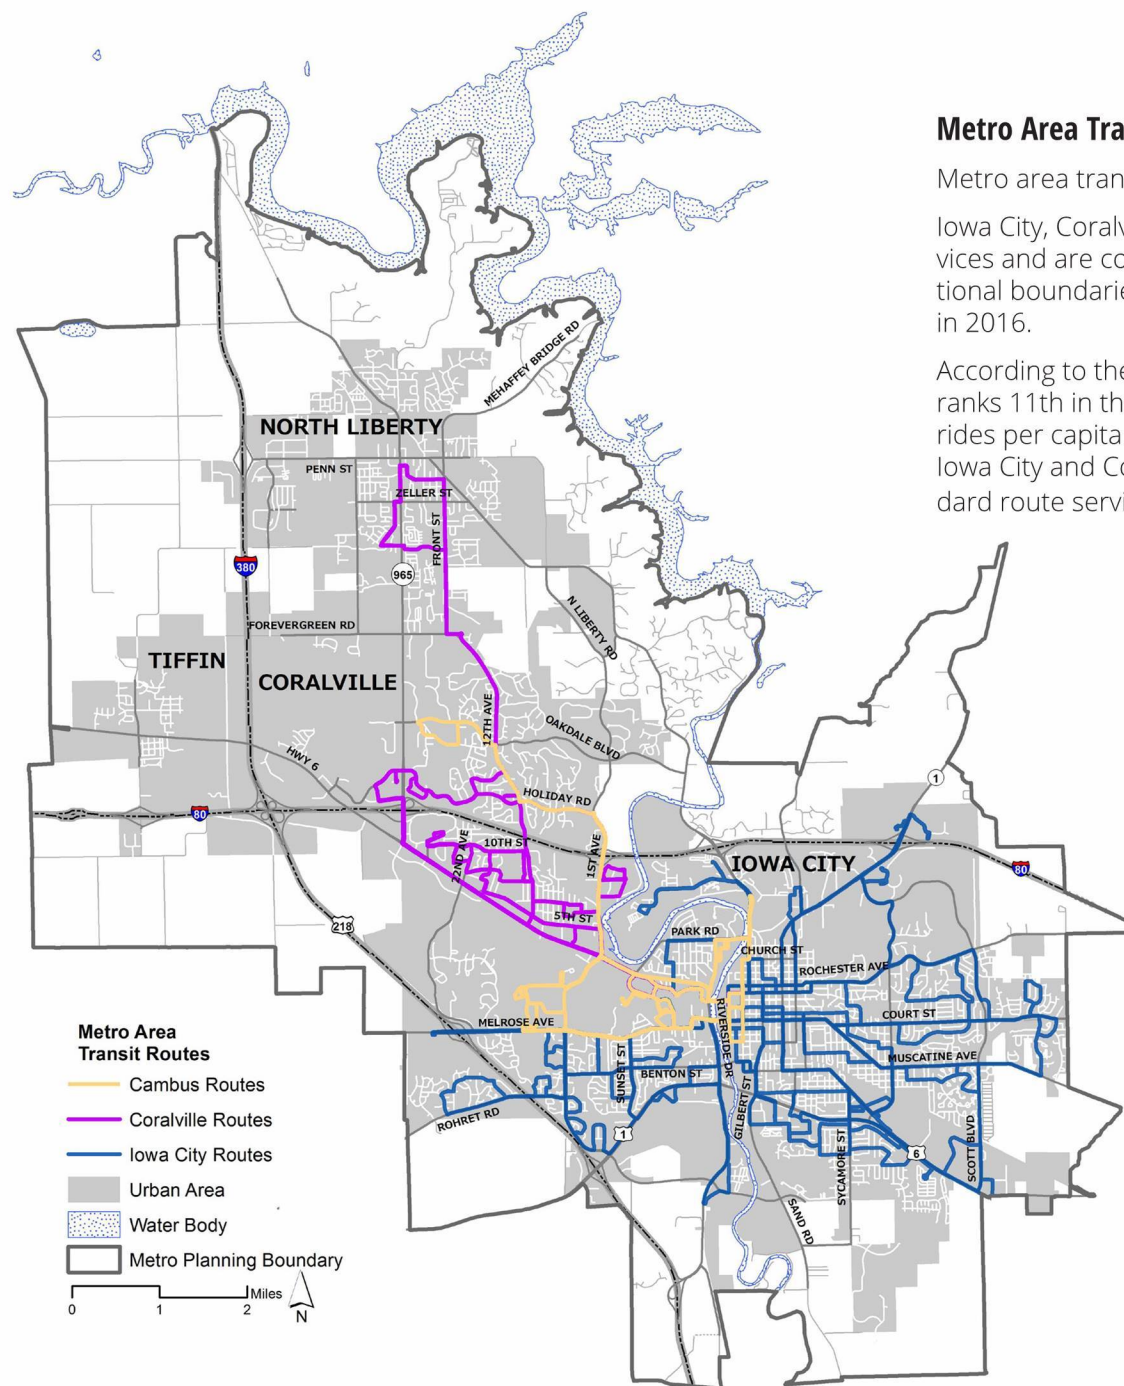 Metro Area Tra
Metro area tran
Iowa City, Coralv
vices and are co
tional boundarie
in 2016.
According to the
ranks 11th in th
rides per capita
Iowa City and Co
dard route servi
MEHAFFEY BRIDGE RD
NORTH LIBERTY
PENN ST
ZELLER ST
FRONT ST
380
965
N LIBERTY RD
FOREVERGREEN RD
TIFFIN
CORALVILLE
12TH AVE
OAKDALE BLVD
HWY 6
HOLIDAY RD
1
80
10TH ST
22ND AVE
1ST AVE
IOWA CITY
80
5TH ST
218
PARK RD
CHURCH ST
ROCHESTER AVE
MELROSE AVE
RIVERSIDE DR
COURT ST
MUSCATINE AVE
SUNSET ST
BENTON ST
GILBERT ST
ROHRET RD
1
6
SYCAMORE ST
SCOTT BLVD
SAND RD
Metro Area
Transit Routes
Cambus Routes
Coralville Routes
Iowa City Routes
Urban Area
Water Body
Metro Planning Boundary
Miles
0 1 2
N